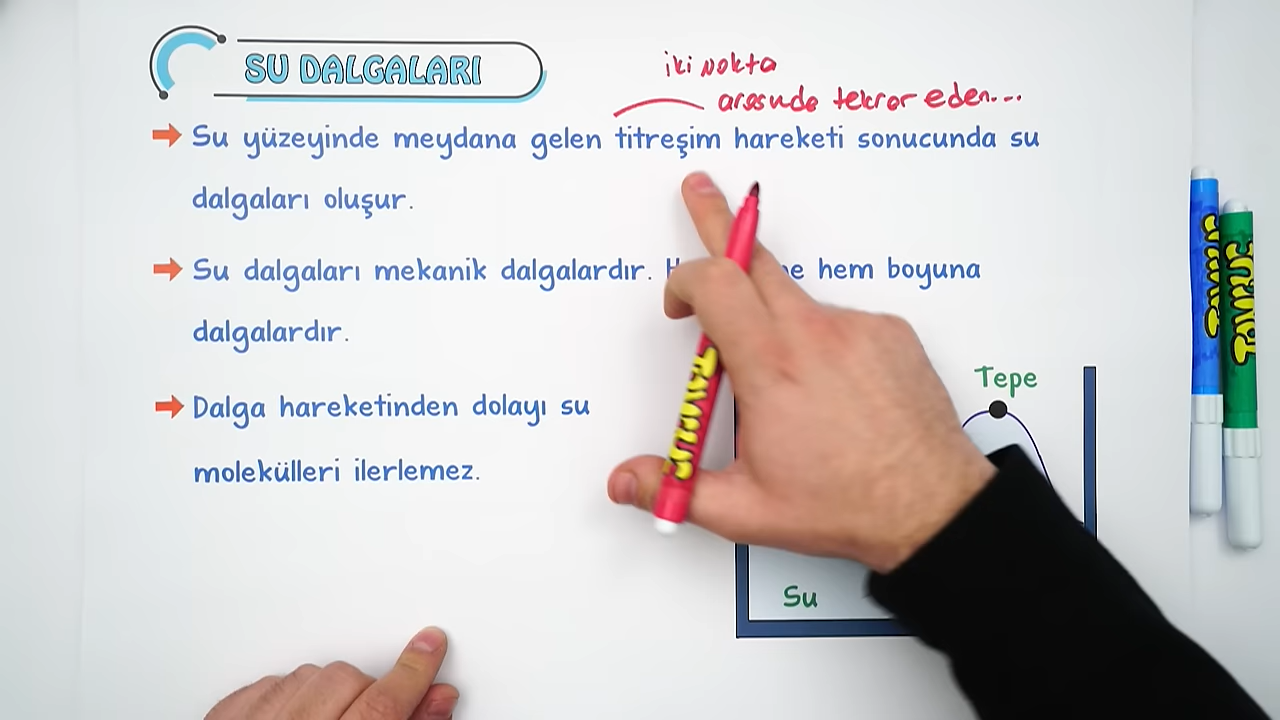 SU DALGALARI
iki nokta
arasında tekrar eden...
Su yüzeyinde meydana gelen titreşim hareketi sonucunda su
dalgaları oluşur.
Su dalgaları mekanik dalgalardır. hem boyuna
dalgalardır.
Dalga hareketinden dolayı su
molekülleri ilerlemez.
Tepe
Su